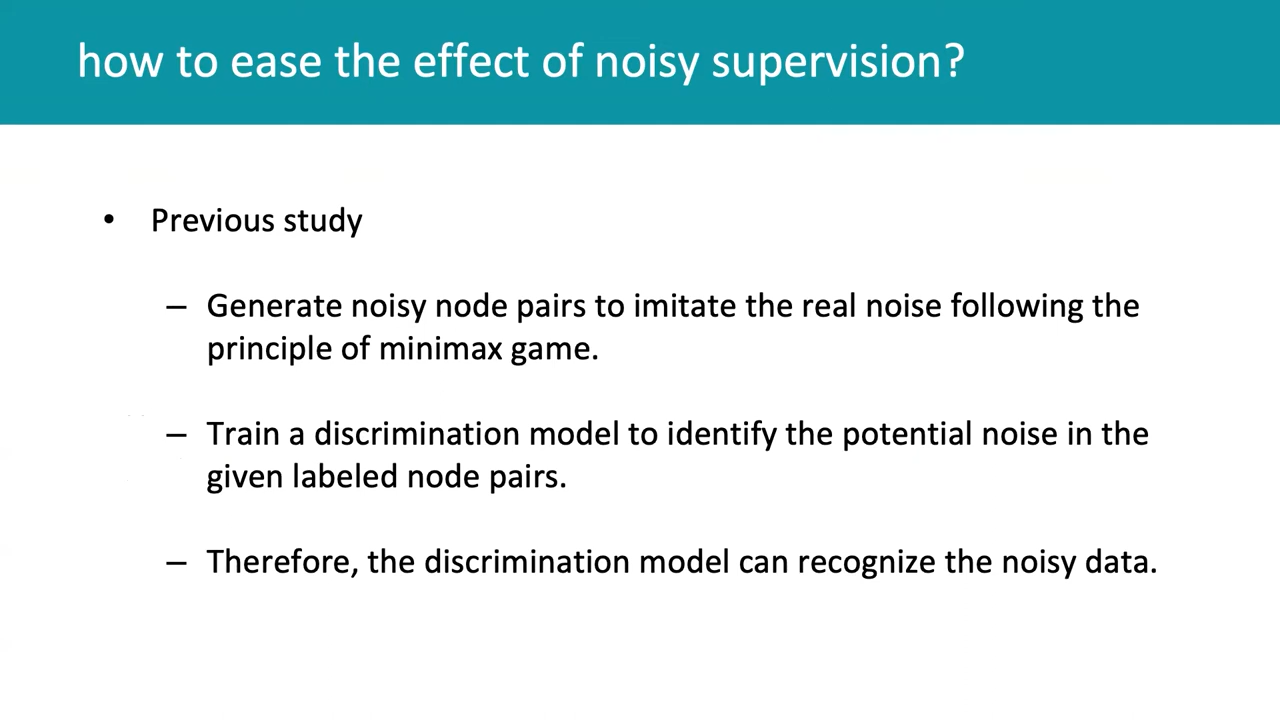 how to ease the effect of noisy supervision?
• Previous study
– Generate noisy node pairs to imitate the real noise following the
principle of minimax game.
– Train a discrimination model to identify the potential noise in the
given labeled node pairs.
– Therefore, the discrimination model can recognize the noisy data.